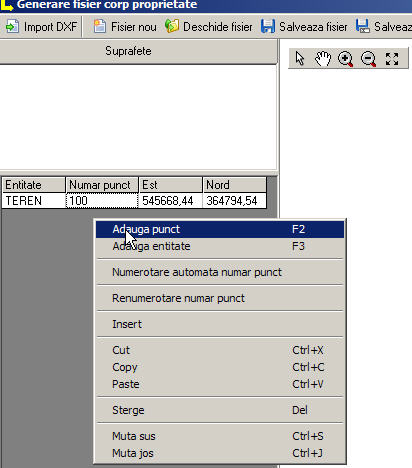 Generare fisier corp proprietate
Import DXF Fisier nou Deschide fisier Salveaza fisier Salveaz
Suprafete
Entitate Numar punct Est Nord
TEREN 100 545668,44 364794,54
Adauga punct F2
Adauga entitate F3
Numerotare automata numar punct
Renumerotare numar punct
Insert
Cut Ctrl+X
Copy Ctrl+C
Paste Ctrl+V
Sterge Del
Muta sus Ctrl+S
Muta jos Ctrl+J